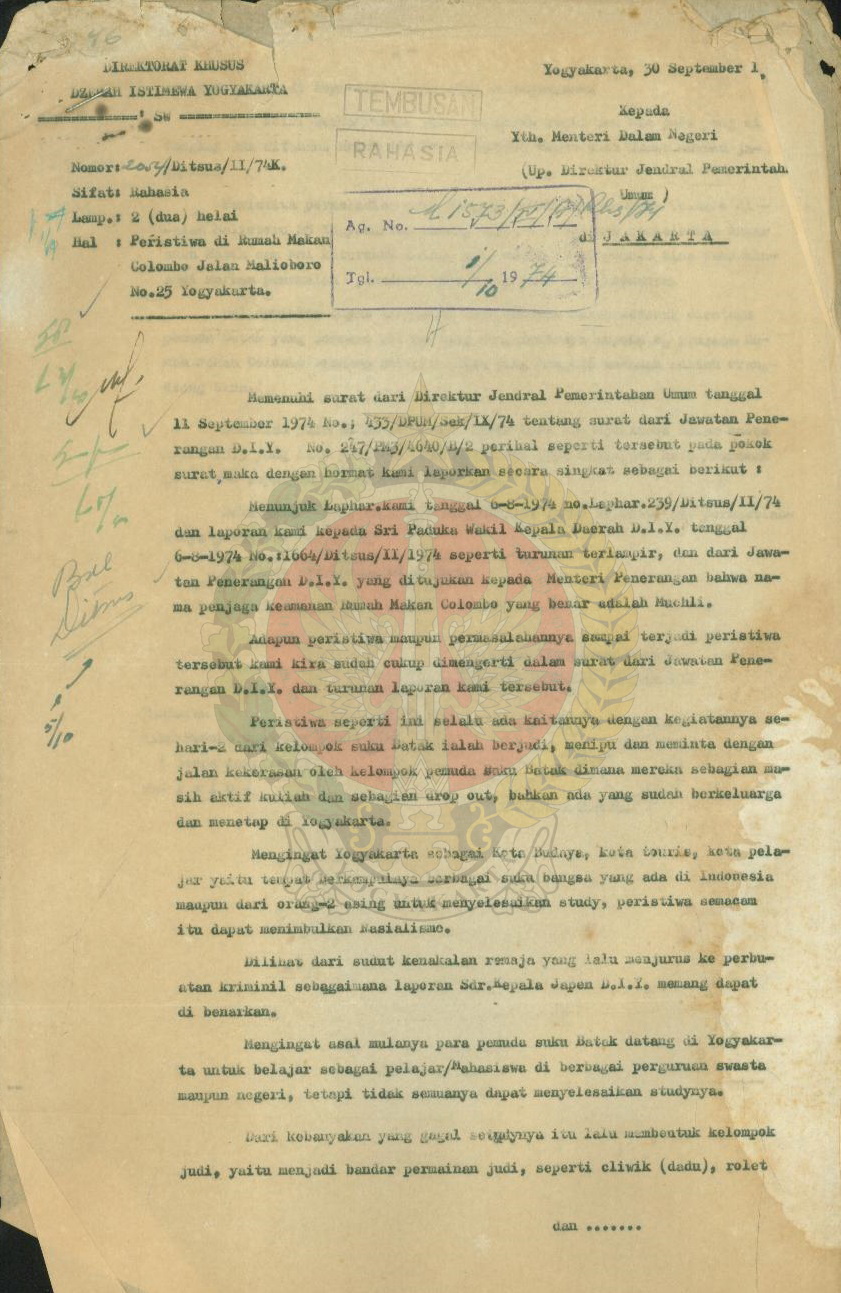 DIREKTORAT KHUSUS
DAERAH ISTIMEWA YOGYAKARTA
Yogyakarta, 30 September 1
TEMBUSAN
RAHASIA
Kepada
Yth. Menteri Dalam Negeri
(Up. Direktur Jendral Pemerintah
Umum )
di J A K A R T A
Nomor: /Ditsus/II/74K.
Sifat: Rahasia
Lamp.: 2 (dua) helai
Hal : Peristiwa di Rumah Makan
Colombo Jalan Malioboro
No.25 Yogyakarta.
Ag. No.
Tgl. 1/10 1974
Memenuhi surat dari Direktur Jendral Pemerintahan Umum tanggal
11 September 1974 No.; 433/DPUM/Sek/IX/74 tentang surat dari Jawatan Pene-
rangan D.I.Y. No. 247/PM3/4640/B/2 perihal seperti tersebut pada pokok
surat,maka dengan hormat kami laporkan secara singkat sebagai berikut :
Menunjuk Laphar.kami tanggal 6-8-1974 no.Laphar.239/Ditsus/II/74
dan laporan kami kepada Sri Paduka Wakil Kepala Daerah D.I.Y. tanggal
6-8-1974 No.:1664/Ditsus/II/1974 seperti turunan terlampir, dan dari Jawa-
tan Penerangan D.I.Y. yang ditujukan kepada Menteri Penerangan bahwa na-
ma penjaga keamanan Rumah Makan Colombo yang benar adalah Muchli.
Adapun peristiwa maupun permasalahannya sampai terjadi peristiwa
tersebut kami kira sudah cukup dimengerti dalam surat dari Jawatan Pene-
rangan D.I.Y. dan turunan laporan kami tersebut.
Peristiwa seperti ini selalu ada kaitannya dengan kegiatannya se-
hari-2 dari kelompok suku Batak ialah berjudi, menipu dan meminta dengan
jalan kekerasan oleh kelompok pemuda suku Batak dimana mereka sebagian ma-
sih aktif kuliah dan sebagian drop out, bahkan ada yang sudah berkeluarga
dan menetap di Yogyakarta.
Mengingat Yogyakarta sebagai Kota Budaya, kota touris, kota pela-
jar yaitu tempat berkumpulnya berbagai suku bangsa yang ada di Indonesia
maupun dari orang-2 asing untuk menyelesaikan study, peristiwa semacam
itu dapat menimbulkan Rasialisme.
Dilihat dari sudut kenakalan remaja yang lalu menjurus ke perbu-
atan kriminil sebagaimana laporan Sdr.Kepala Japen D.I.Y. memang dapat
di benarkan.
Mengingat asal mulanya para pemuda suku Batak datang di Yogyakar-
ta untuk belajar sebagai pelajar/Mahasiswa di berbagai perguruan swasta
maupun negeri, tetapi tidak semuanya dapat menyelesaikan studynya.
Dari kebanyakan yang gagal setudynya itu lalu membentuk kelompok
judi, yaitu menjadi bandar permainan judi, seperti cliwik (dadu), rolet
dan .......